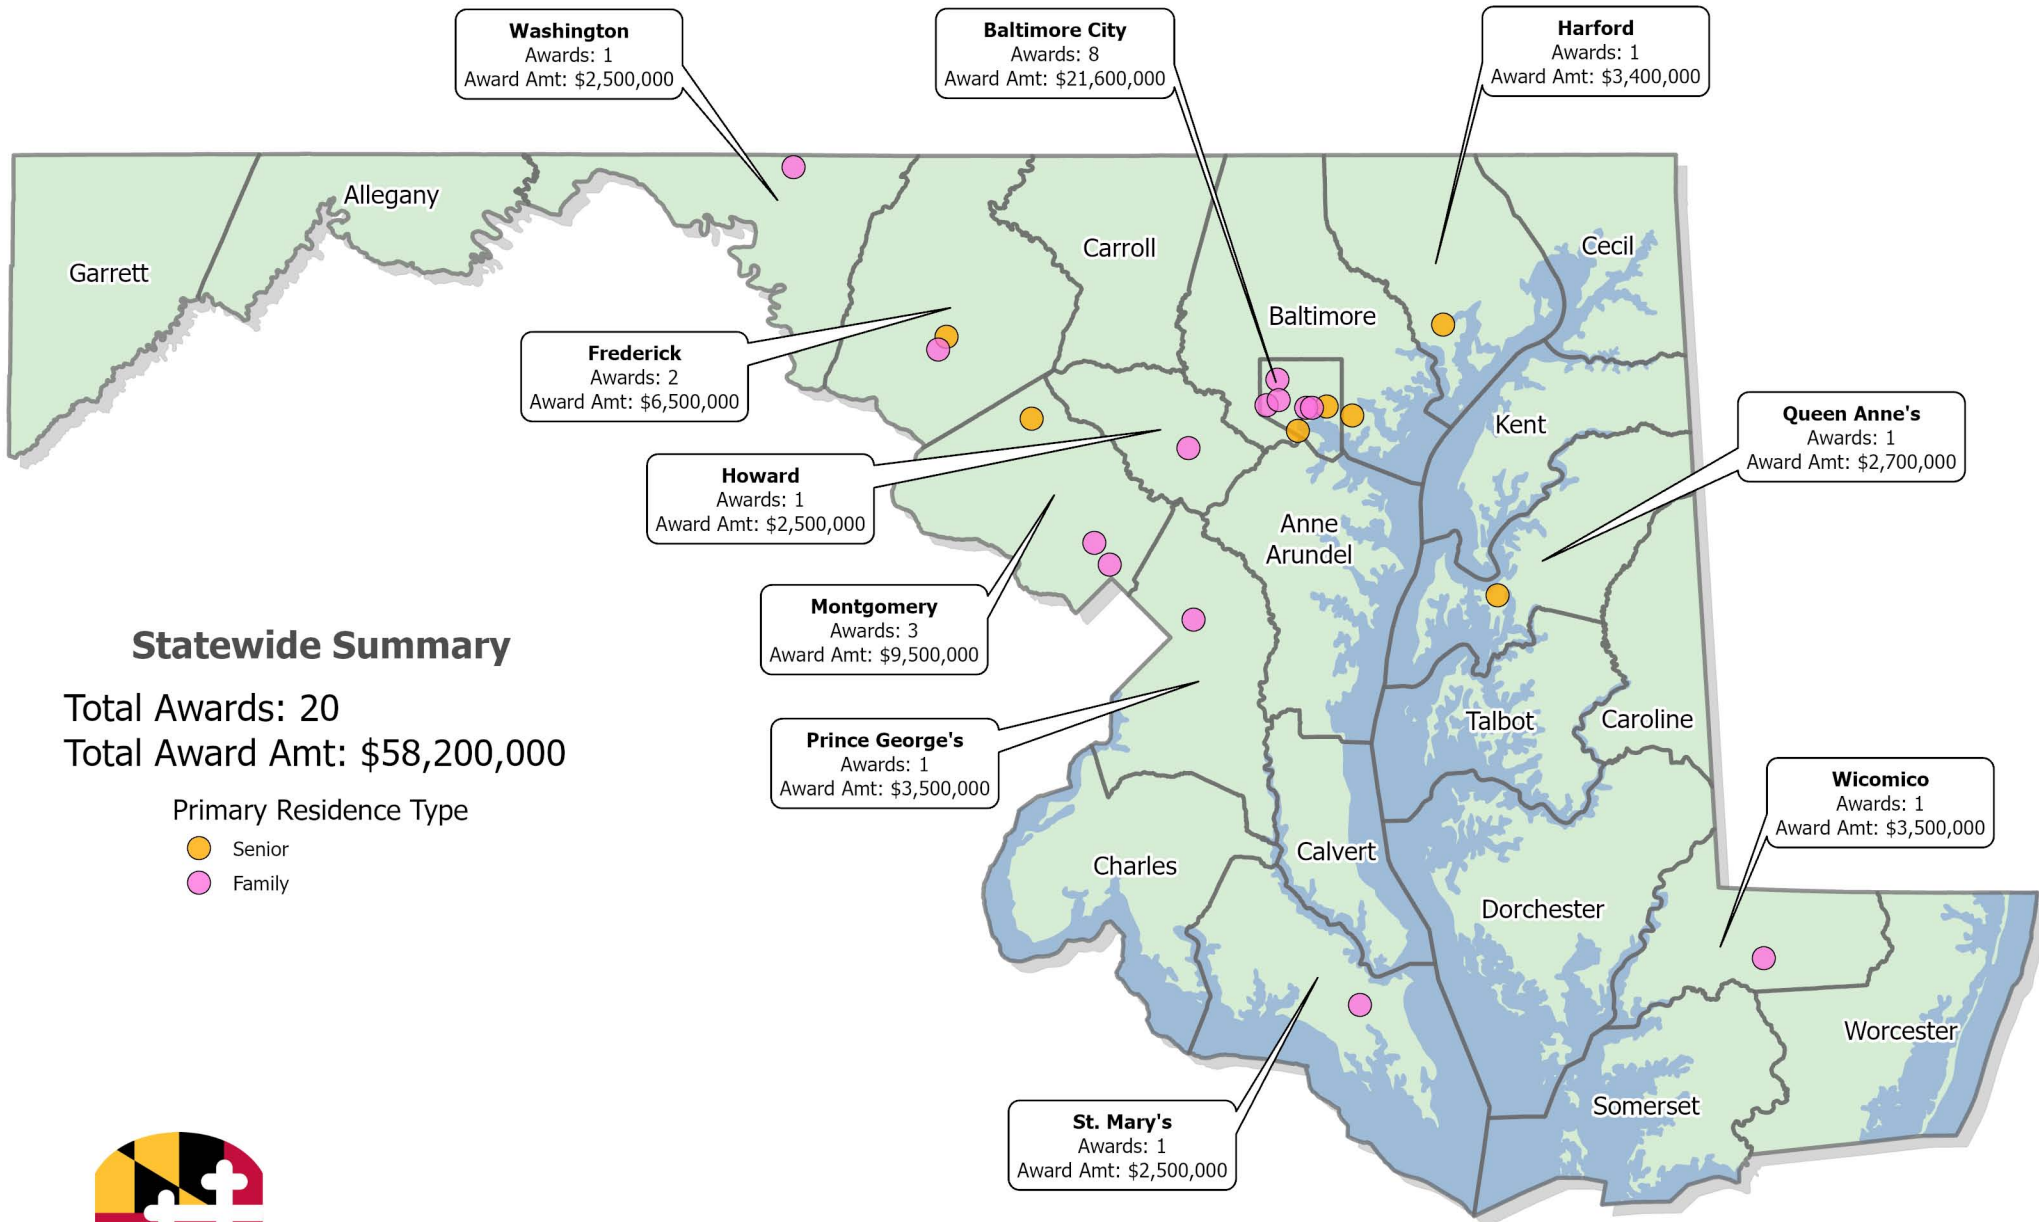 Washington
Awards: 1
Award Amt: $2,500,000
Baltimore City
Awards: 8
Award Amt: $21,600,000
Harford
Awards: 1
Award Amt: $3,400,000
Allegany
Garrett
Carroll
Cecil
Baltimore
Frederick
Awards: 2
Award Amt: $6,500,000
Kent
Queen Anne's
Awards: 1
Award Amt: $2,700,000
Howard
Awards: 1
Award Amt: $2,500,000
Anne
Arundel
Montgomery
Awards: 3
Award Amt: $9,500,000
Statewide Summary
Total Awards: 20
Total Award Amt: $58,200,000
Primary Residence Type
Senior
Family
Prince George's
Awards: 1
Award Amt: $3,500,000
Talbot
Caroline
Wicomico
Awards: 1
Award Amt: $3,500,000
Charles
Calvert
Dorchester
Worcester
Somerset
St. Mary's
Awards: 1
Award Amt: $2,500,000